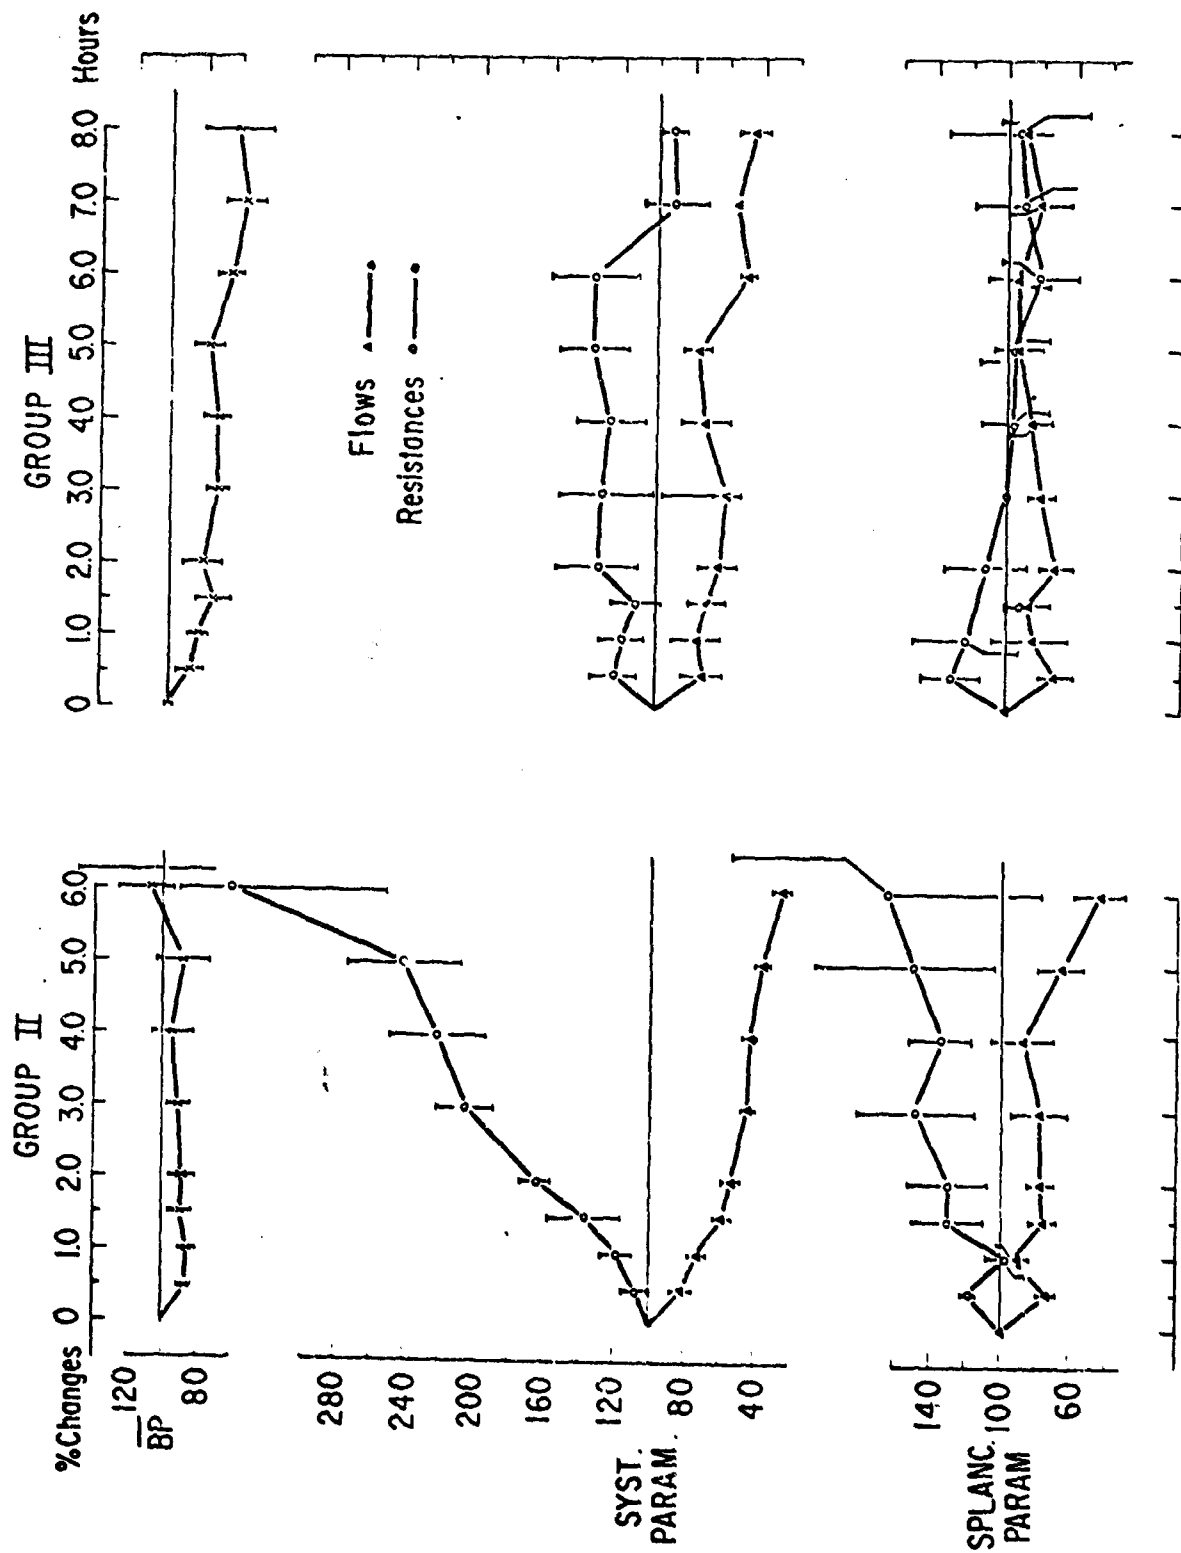 GROUP II
GROUP III
%Changes 0 1.0 2.0 3.0 4.0 5.0 6.0
0 1.0 2.0 3.0 4.0 5.0 6.0 7.0 8.0 Hours
120
BP
80
Flows
Resistances
280
240
200
160
SYST.
PARAM.
120
80
40
140
SPLANC.
PARAM
100
60